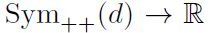 Sym₊₊(d) → ℝ